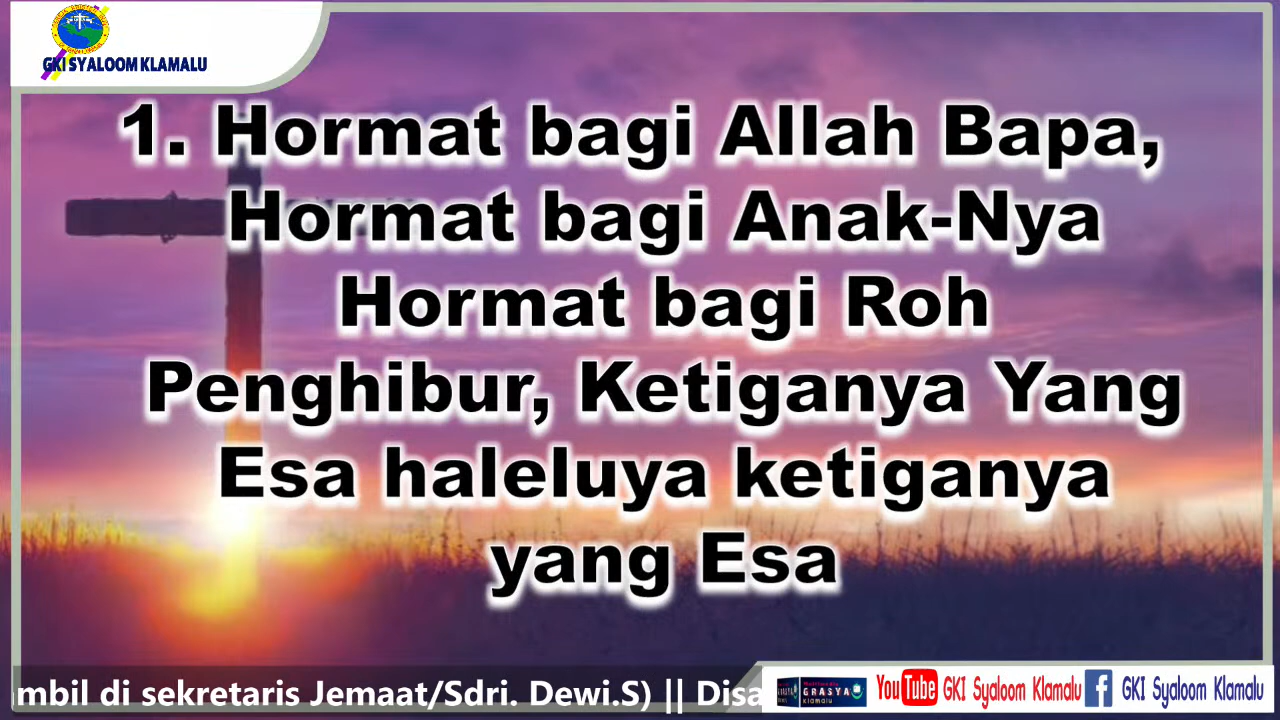 GKI SYALOOM KLAMALU
1. Hormat bagi Allah Bapa,
Hormat bagi Anak-Nya
Hormat bagi Roh
Penghibur, Ketiganya Yang
Esa haleluya ketiganya
yang Esa
mbil di sekretaris Jemaat/Sdri. Dewi.S) || Disa
GRASYA
Klamalu
YouTube GKI Syaloom Klamalu f GKI Syaloom Klamalu